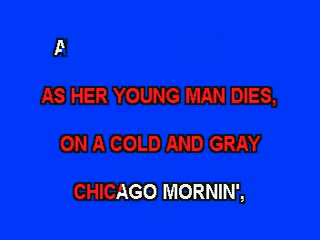 A
AS HER YOUNG MAN DIES,
ON A COLD AND GRAY
CHICAGO MORNIN',